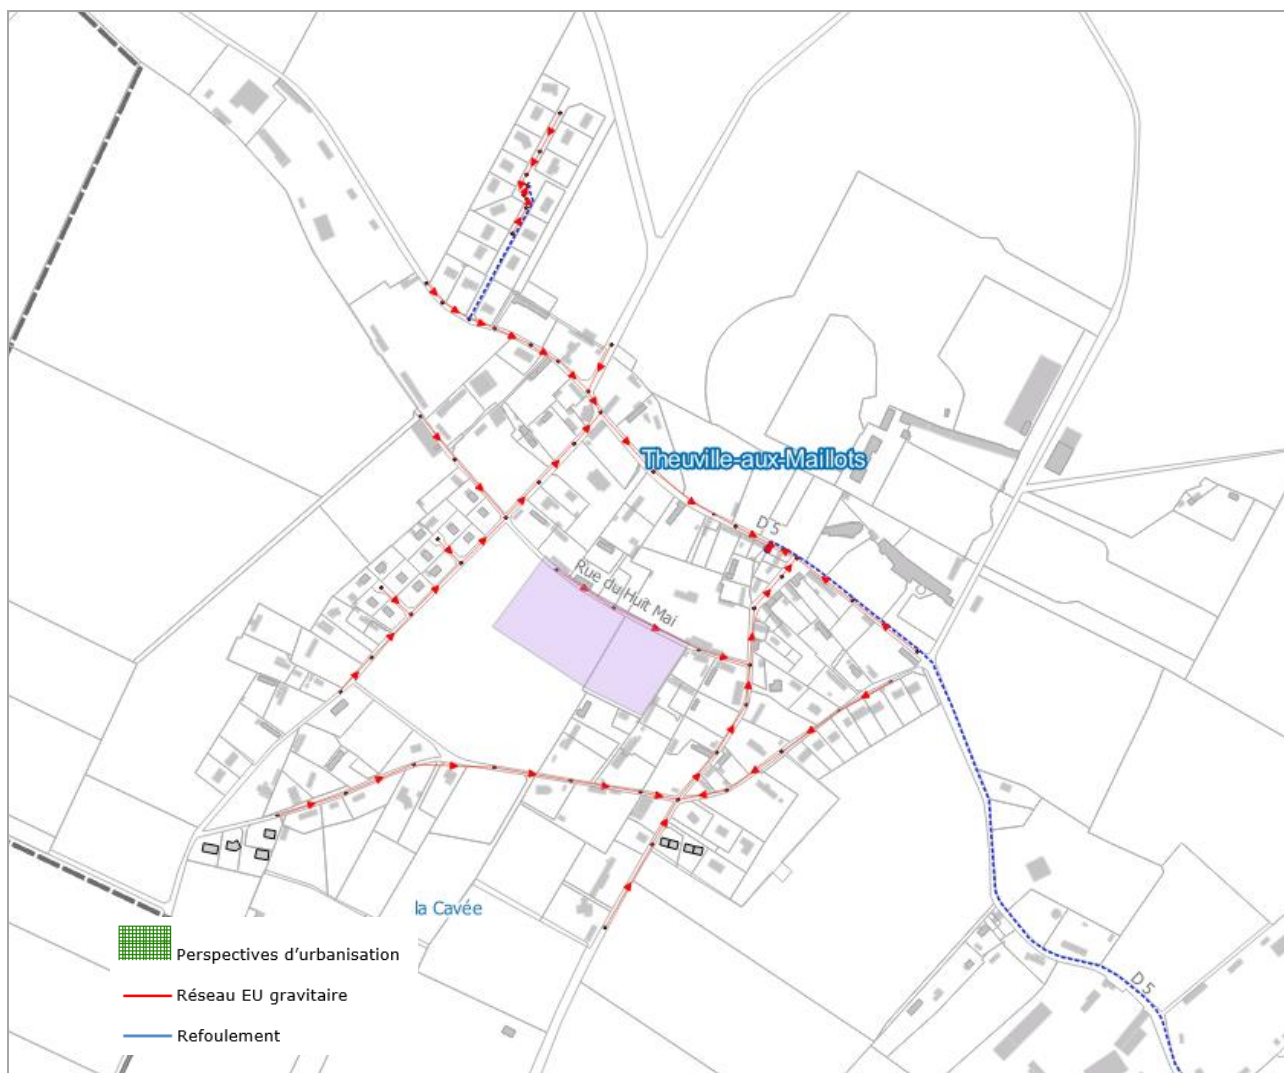 Theuville-aux-Maillots
D 5
Rue du Huit Mai
la Cavée
Perspectives d’urbanisation
Réseau EU gravitaire
Refoulement
D 5